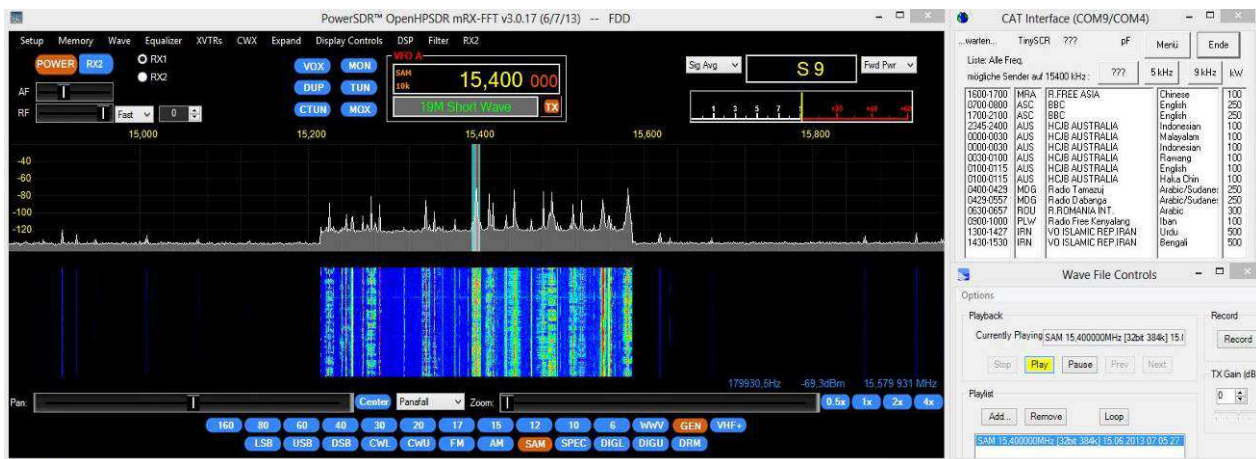 PowerSDR™ OpenHPSDR mRX-FFT v3.0.17 (6/7/13) -- FDD
Setup Memory Wave Equalizer XVTRs CWX Expand Display Controls DSP Filter RX2
POWER RX2
RX1
RX2
AF
RF
Fast
0
VOX MON
DUP TUN
CTUN MOX
VFO A
SAM
10k
15,400 000
19M Short Wave
TX
Sig Avg
S 9
Fwd Pwr
1 3 5 7 9 +20 +40 +60
15,000 15,200 15,400 15,600 15,800
-40
-60
-80
-100
-120
179930,5Hz -69,3dBm 15,579 931 MHz
Pan:
Center
Panafall
Zoom:
0.5x 1x 2x 4x
160 80 60 40 30 20 17 15 12 10 6 WWV GEN VHF+
LSB USB DSB CWL CWU FM AM SAM SPEC DIGL DIGU DRM
CAT Interface (COM9/COM4)
...warten... TinySCR ??? pF
Menü
Ende
Liste: Alle Freq.
mögliche Sender auf 15400 kHz :
???
5 kHz
9 kHz
kW
1600-1700 MRA R.FREE ASIA Chinese 100
0700-0800 ASC BBC English 250
1700-2100 ASC BBC English 250
2345-2400 AUS HCJB AUSTRALIA Indonesian 100
0000-0030 AUS HCJB AUSTRALIA Malayalam 100
0000-0030 AUS HCJB AUSTRALIA Indonesian 100
0030-0100 AUS HCJB AUSTRALIA Rawang 100
0100-0115 AUS HCJB AUSTRALIA English 100
0100-0115 AUS HCJB AUSTRALIA Haka Chin 100
0400-0429 MDG Radio Tamazuj Arabic/Sudane: 250
0429-0557 MDG Radio Dabanga Arabic/Sudane: 250
0630-0657 ROU R.ROMANIA INT. Arabic 300
0900-1000 PLW Radio Free Kenyalang Iban 100
1300-1427 IRN VO ISLAMIC REP.IRAN Urdu 500
1430-1530 IRN VO ISLAMIC REP.IRAN Bengali 500
Wave File Controls
Options
Playback
Currently Playing SAM 15,400000MHz [32bit 384k] 15.(
Stop Play Pause Prev Next
Record
Record
TX Gain (dB
0
Playlist
Add... Remove Loop
SAM 15,400000MHz [32bit 384k] 15.06.2013 07 05 27